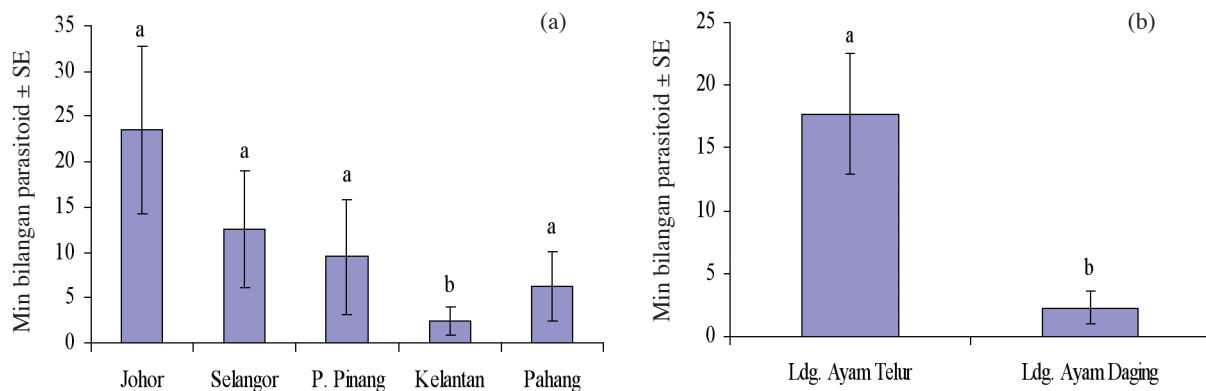 (a)
Min bilangan parasitoid ± SE
35
30
25
20
15
10
5
0
a
a
a
b
a
Johor
Selangor
P. Pinang
Kelantan
Pahang
(b)
Min bilangan parasitoid ± SE
25
20
15
10
5
0
a
b
Ldg. Ayam Telur
Ldg. Ayam Daging